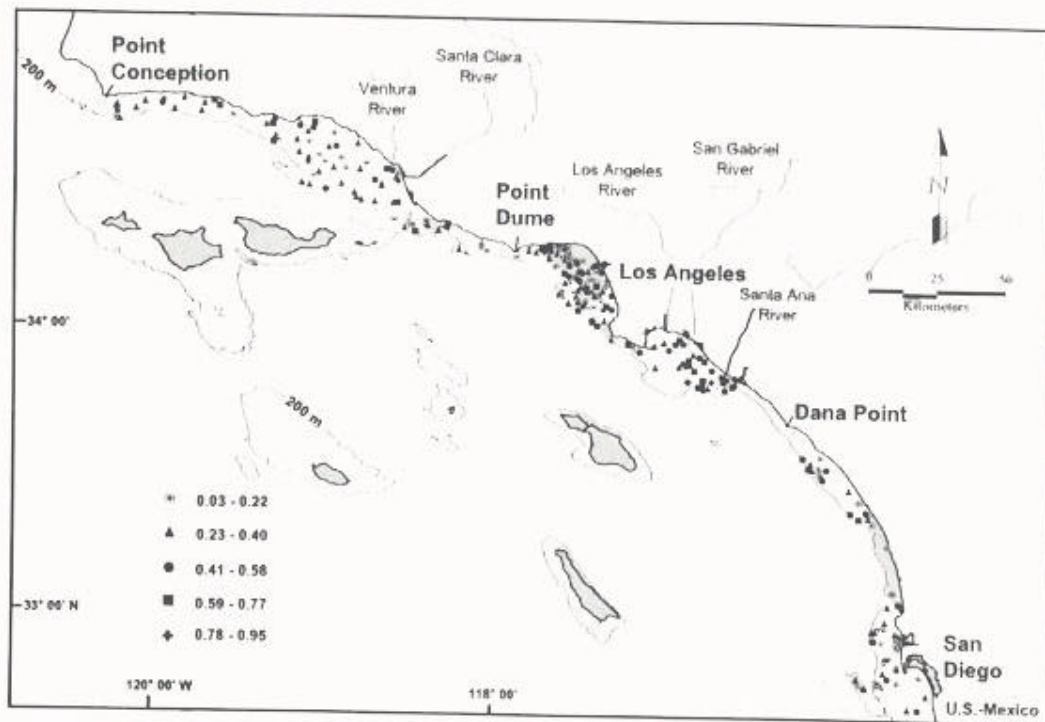 Point
Conception
200 m
Santa Clara
River
Ventura
River
San Gabriel
River
Los Angeles
River
Point
Dume
N
Los Angeles
0 25 50
Kilometers
Santa Ana
River
34° 00'
200 m
Dana Point
0.03 - 0.22
0.23 - 0.40
0.41 - 0.58
0.59 - 0.77
0.78 - 0.95
33° 00' N
San
Diego
120° 00' W
118° 00'
U.S.-Mexico